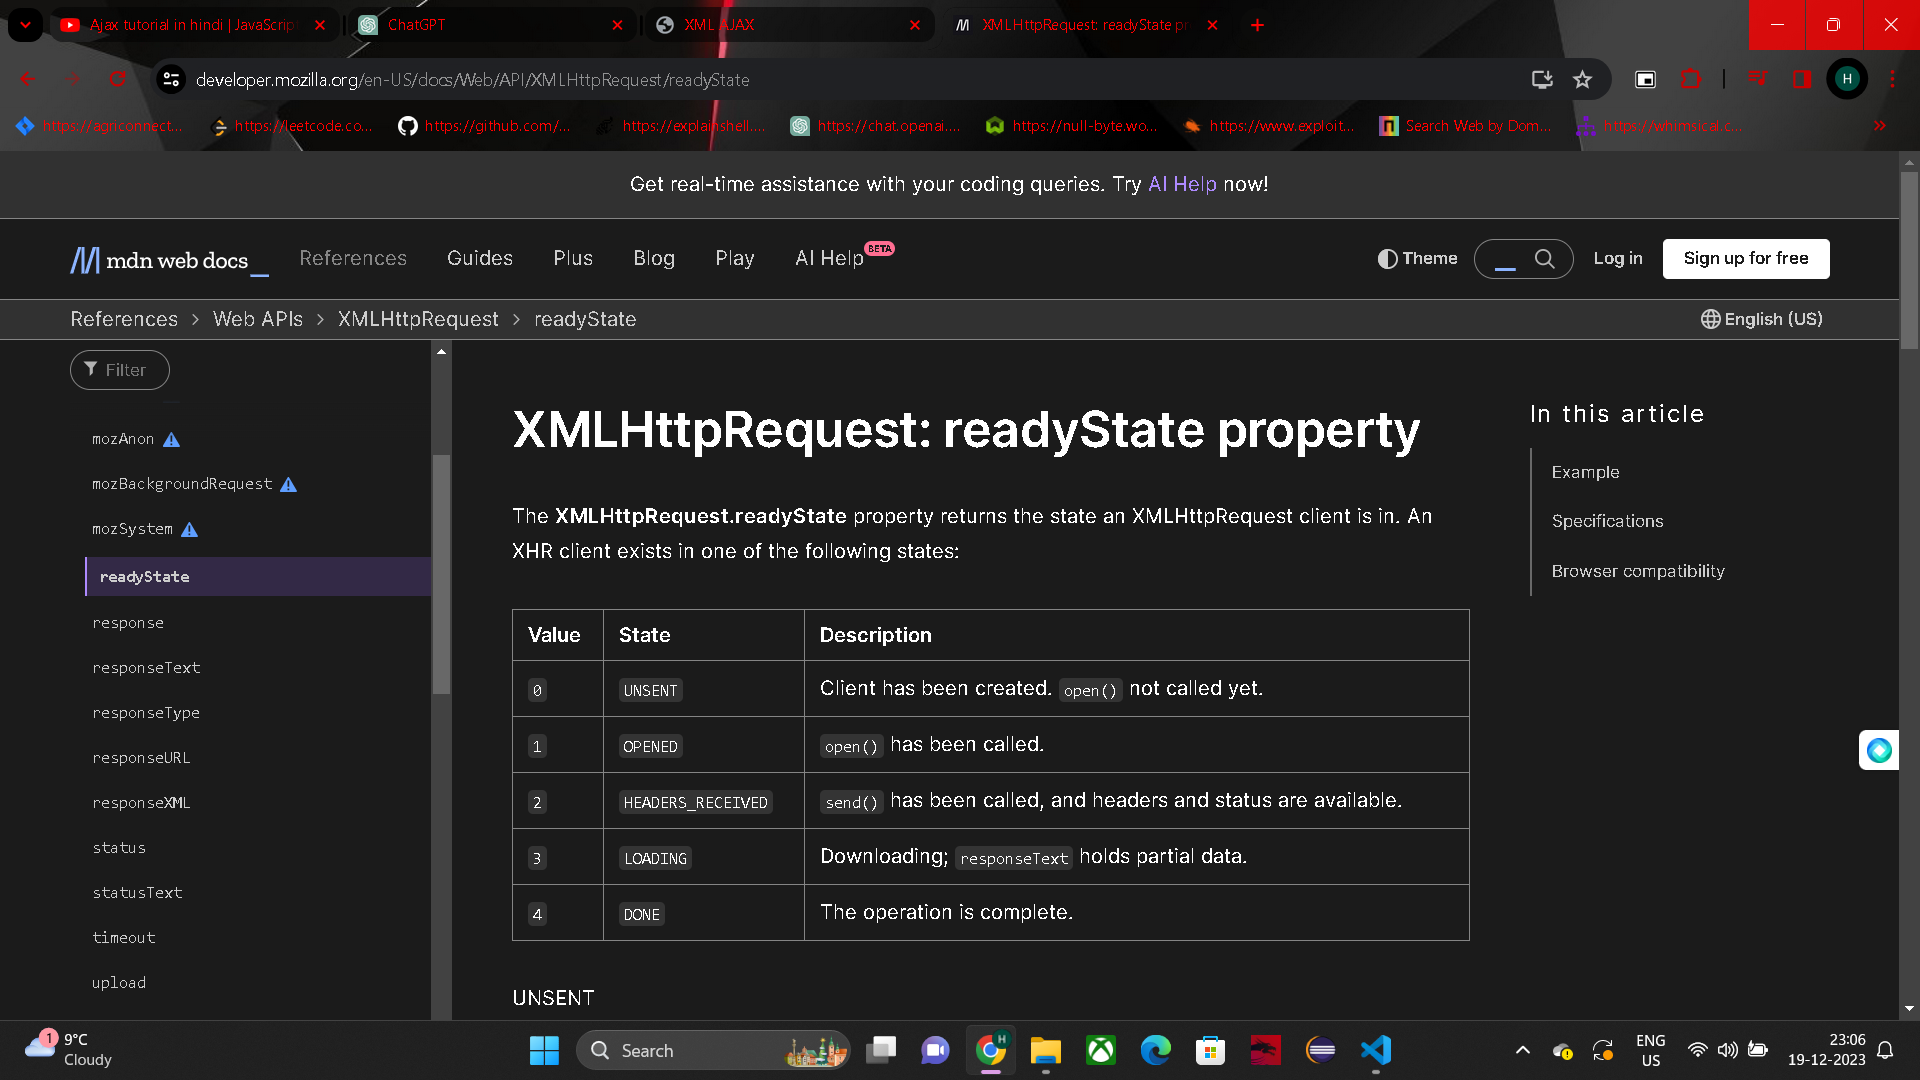 Ajax tutorial in hindi | JavaScrip
ChatGPT
XML AJAX
XMLHttpRequest: readyState pr
developer.mozilla.org/en-US/docs/Web/API/XMLHttpRequest/readyState
H
https://agriconnect...
https://leetcode.co...
https://github.com/...
https://explainshell....
https://chat.openai....
https://null-byte.wo...
https://www.exploit...
Search Web by Dom...
https://whimsical.c...
Get real-time assistance with your coding queries. Try AI Help now!
mdn web docs_
References
Guides
Plus
Blog
Play
AI Help BETA
Theme
Log in
Sign up for free
References > Web APIs > XMLHttpRequest > readyState
English (US)
Filter
mozAnon
mozBackgroundRequest
mozSystem
readyState
response
responseText
responseType
responseURL
responseXML
status
statusText
timeout
upload
XMLHttpRequest: readyState property
The XMLHttpRequest.readyState property returns the state an XMLHttpRequest client is in. An
XHR client exists in one of the following states:
Value State Description
0 UNSENT Client has been created. open() not called yet.
1 OPENED open() has been called.
2 HEADERS_RECEIVED send() has been called, and headers and status are available.
3 LOADING Downloading; responseText holds partial data.
4 DONE The operation is complete.
UNSENT
In this article
Example
Specifications
Browser compatibility
1
9°C
Cloudy
Search
H
ENG
US
23:06
19-12-2023